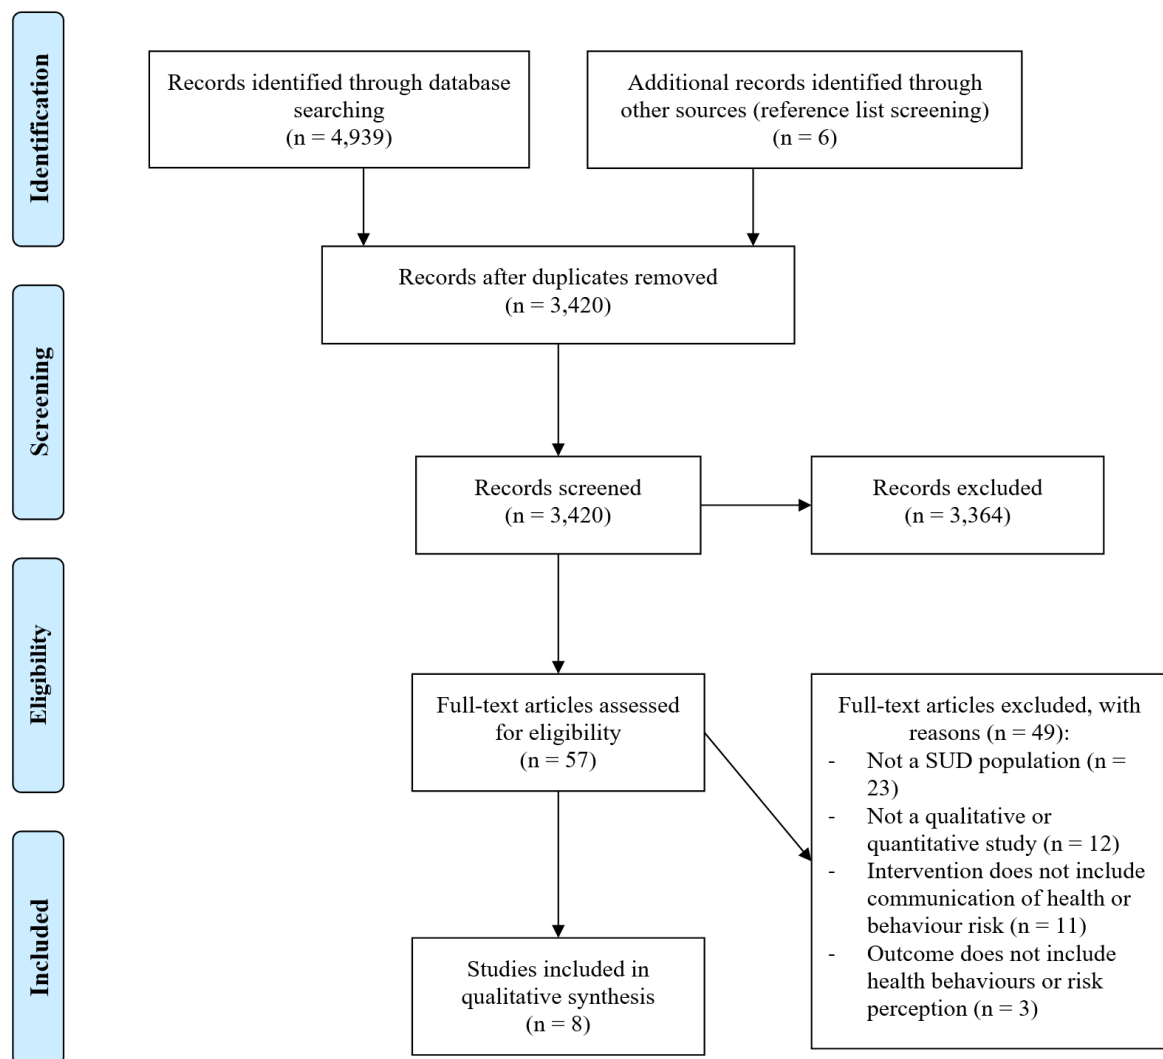 Identification
Records identified through database
searching
(n = 4,939)
Additional records identified through
other sources (reference list screening)
(n = 6)
Records after duplicates removed
(n = 3,420)
Screening
Records screened
(n = 3,420)
Records excluded
(n = 3,364)
Eligibility
Full-text articles assessed
for eligibility
(n = 57)
Full-text articles excluded, with
reasons (n = 49):
- Not a SUD population (n =
23)
- Not a qualitative or
quantitative study (n = 12)
- Intervention does not include
communication of health or
behaviour risk (n = 11)
- Outcome does not include
health behaviours or risk
perception (n = 3)
Included
Studies included in
qualitative synthesis
(n = 8)